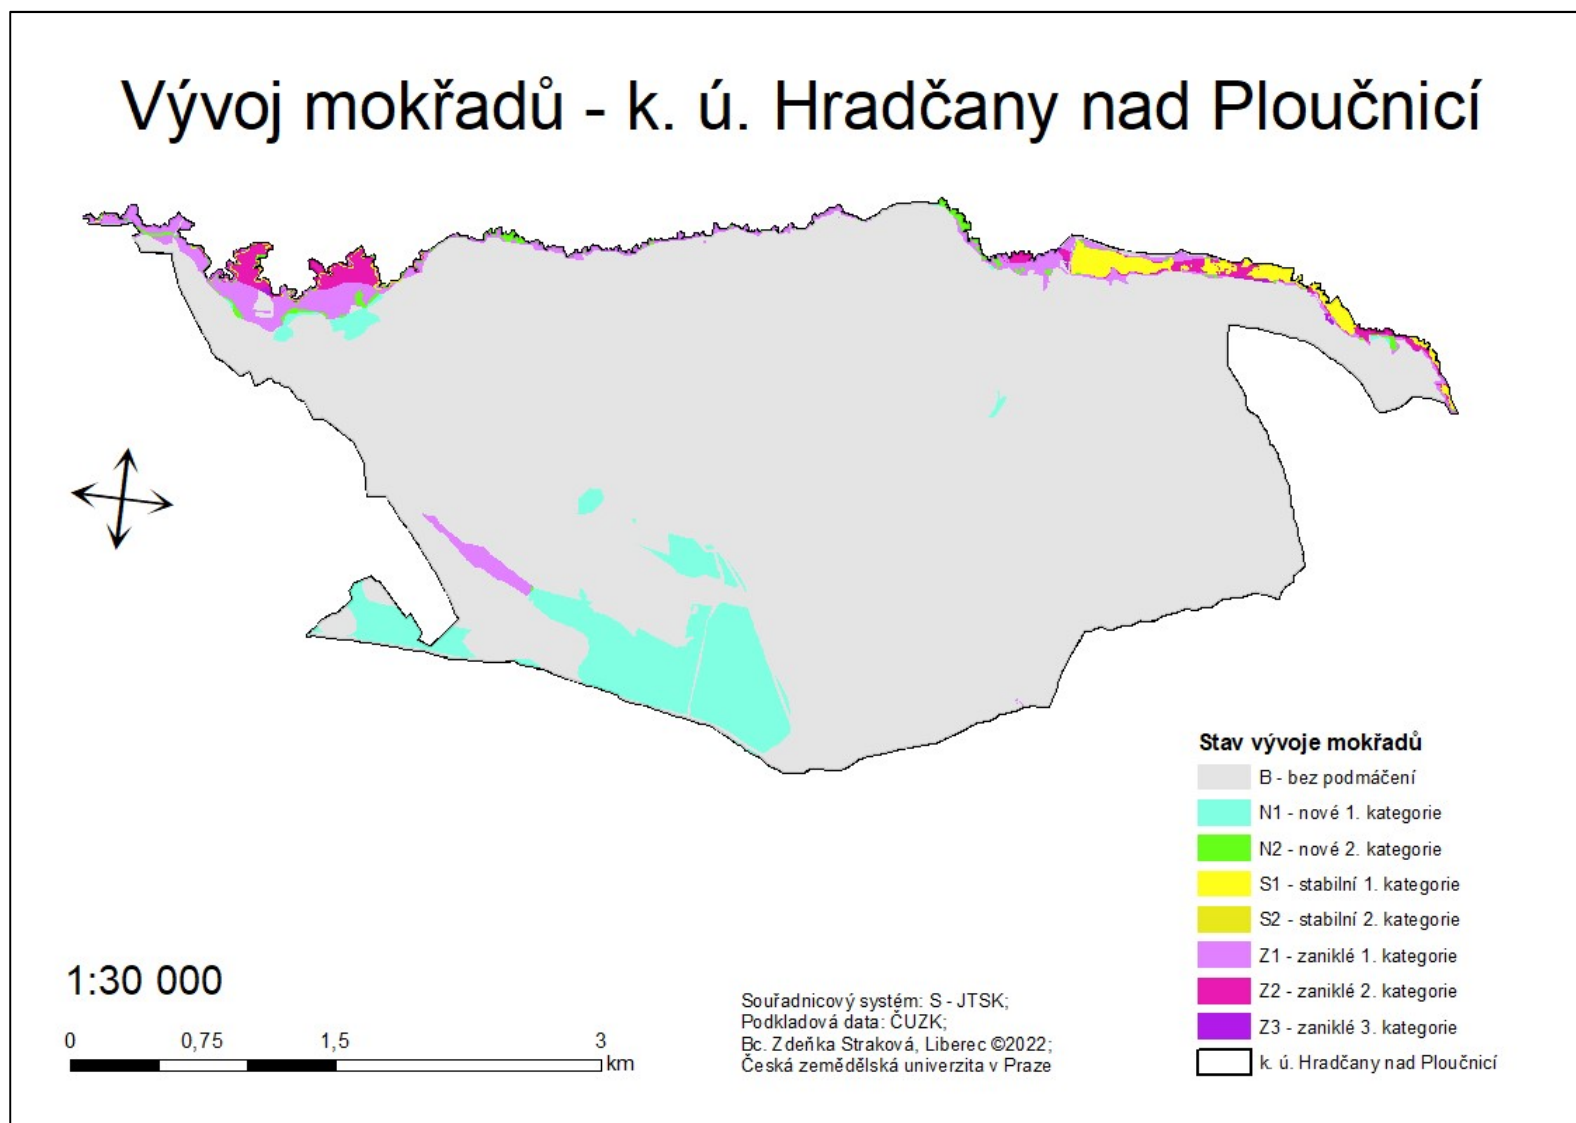 Vývoj mokřadů - k. ú. Hradčany nad Ploučnicí
Stav vývoje mokřadů
B - bez podmáčení
N1 - nové 1. kategorie
N2 - nové 2. kategorie
S1 - stabilní 1. kategorie
S2 - stabilní 2. kategorie
Z1 - zaniklé 1. kategorie
Z2 - zaniklé 2. kategorie
Z3 - zaniklé 3. kategorie
k. ú. Hradčany nad Ploučnicí
1:30 000
0 0,75 1,5 3
km
Souřadnicový systém: S - JTSK;
Podkladová data: ČUZK;
Bc. Zdeňka Straková, Liberec ©2022;
Česká zemědělská univerzita v Praze